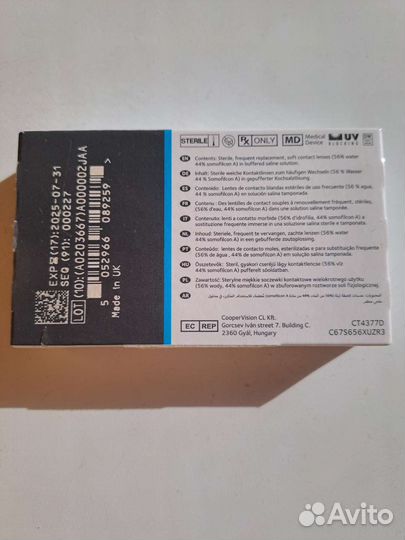 EXP (17):2025-07-31
SEQ (91): 000227
LOT (10):(A0203667)A000002JAA
5 052966 089259 >
Made in UK
STERILE
Rx ONLY
MD Medical Device
UV BLOCKING
EN Contents: Sterile, frequent replacement, soft contact lenses (56% water
44% somofilcon A) in buffered saline solution.
DE Inhalt: Sterile weiche Kontaktlinsen zum häufigen Wechseln (56 % Wasser
44 % Somofilcon A) in gepufferter Kochsalzlösung.
ES Contenido: Lentes de contacto blandas estériles de uso frecuente (56 % agua,
44 % somofilcon A) en solución salina tamponada.
FR Contenu: Des lentilles de contact souples à renouvellement fréquent, stériles,
(56% d'eau, 44% somofilcon A) dans une solution saline tamponée.
IT Contenuto: lenti a contatto morbide (56% d'idrofilia, 44% somofilcon A) a
sostituzione frequente immerse in una soluzione salina sterile e tamponata.
NL Inhoud: Steriele, frequent te vervangen, zachte lenzen (56% water, 44% somofilcon A) in
een gebufferde zoutoplossing.
PT Conteúdo: lentes de contacto moles, esterilizadas e para substituição frequente
(56% de água, 44% de somofilcon A) em solução salina tamponada.
HU Összetevők: Steril, gyakori cseréjű lágy kontaktlencse (56% víz
44% somofilcon A) pufferelt sóoldatban.
PL Zawartość: Sterylne miękkie soczewki kontaktowe wielokrotnego użytku
(56% wody, 44% somofilcon A) w zbuforowanym roztworze soli fizjologicznej.
AR
EC REP
CooperVision CL Kft.
Gorcsev Iván street 7. Building C.
2360 Gyál, Hungary
CT4377D
C67S656XUZR3
Avito